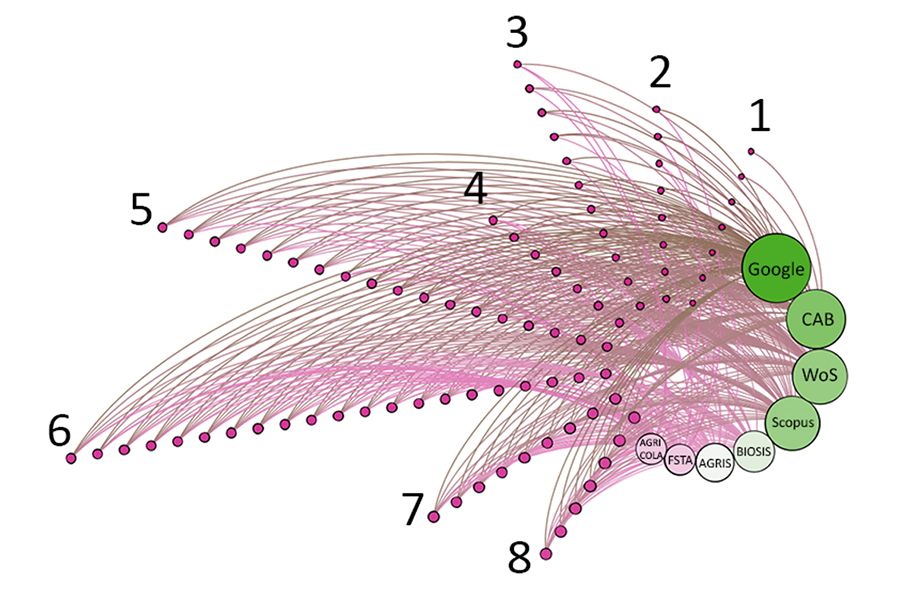 3
2
1
4
5
Google
CAB
WoS
Scopus
6
AGRI
COLA
FSTA
AGRIS
BIOSIS
7
8